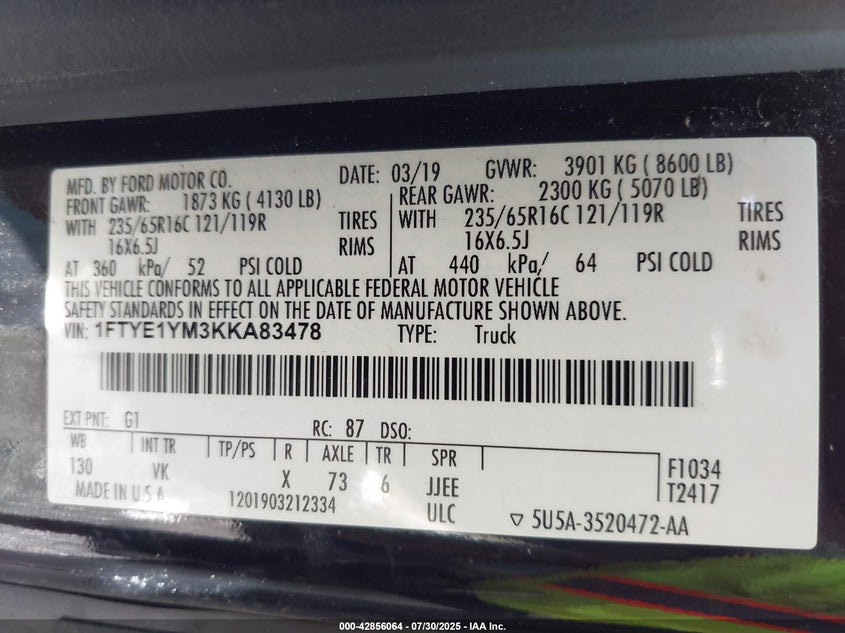 MFD. BY FORD MOTOR CO. DATE: 03/19 GVWR: 3901 KG ( 8600 LB)
FRONT GAWR: 1873 KG ( 4130 LB) REAR GAWR: 2300 KG ( 5070 LB)
WITH 235/65R16C 121/119R TIRES WITH 235/65R16C 121/119R TIRES
16X6.5J RIMS 16X6.5J RIMS
AT 360 kPa/ 52 PSI COLD AT 440 kPa/ 64 PSI COLD
THIS VEHICLE CONFORMS TO ALL APPLICABLE FEDERAL MOTOR VEHICLE
SAFETY STANDARDS IN EFFECT ON THE DATE OF MANUFACTURE SHOWN ABOVE.
VIN: 1FTYE1YM3KKA83478 TYPE: Truck
EXT PNT: G1 RC: 87 DSO:
WB INT TR TP/PS R AXLE TR SPR
130 VK X 73 6 JJEE F1034
MADE IN U.S.A 1201903212334 ULC T2417
5U5A-3520472-AA
000-42856064 07/30/2025 - IAA Inc.